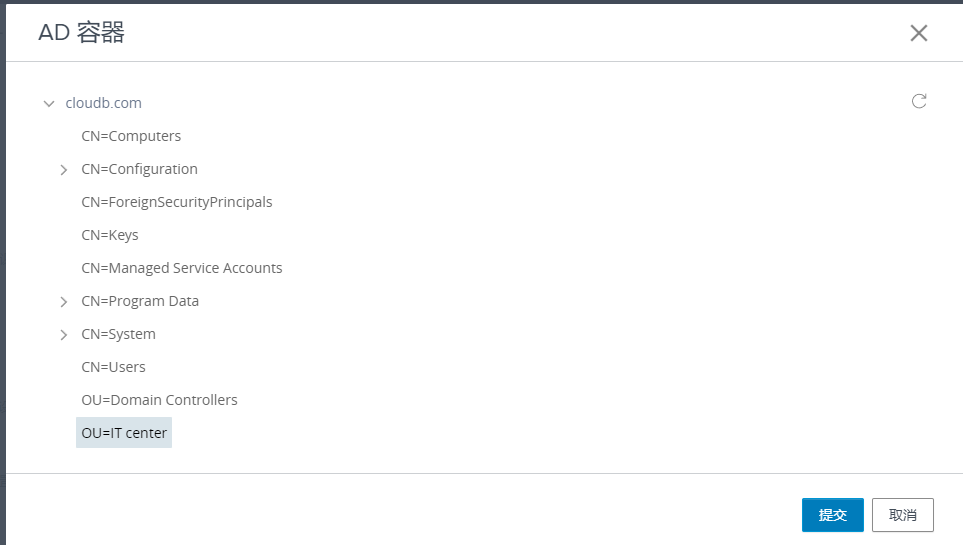 AD 容器
cloudb.com
CN=Computers
CN=Configuration
CN=ForeignSecurityPrincipals
CN=Keys
CN=Managed Service Accounts
CN=Program Data
CN=System
CN=Users
OU=Domain Controllers
OU=IT center
提交 取消